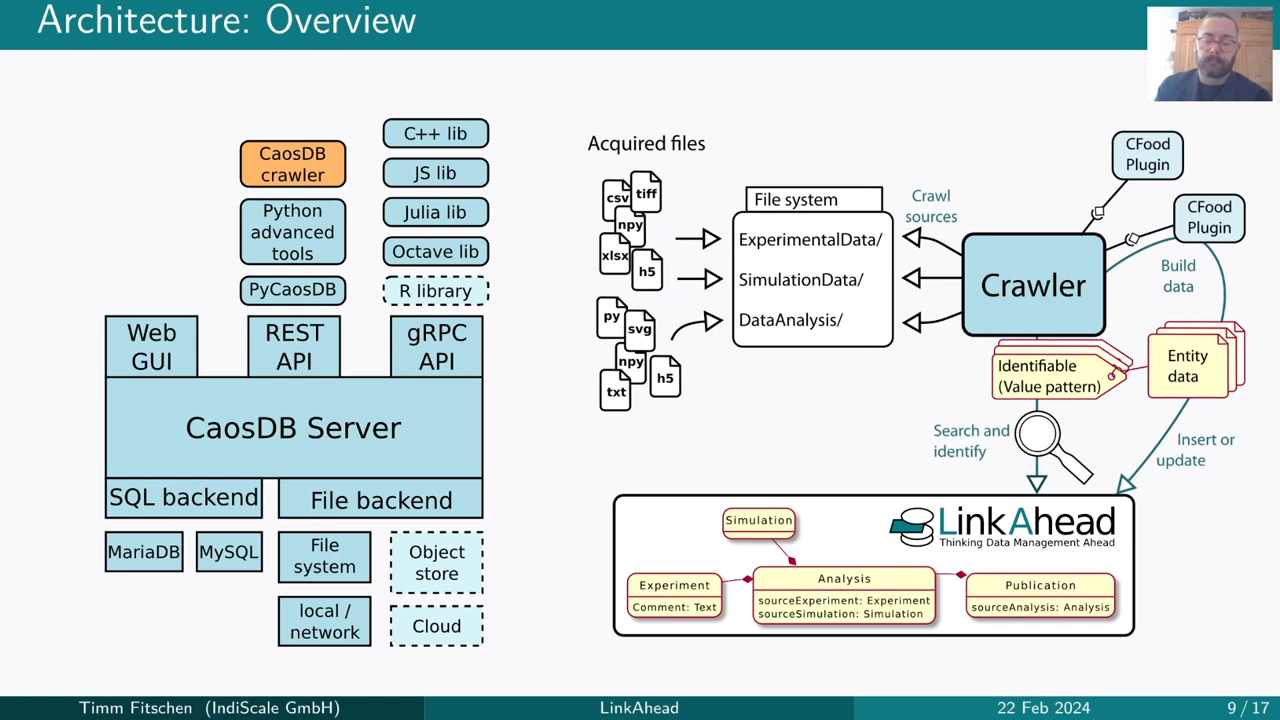 Architecture: Overview
C++ lib
CaosDB
crawler
JS lib
Python
advanced
tools
Julia lib
Octave lib
PyCaosDB
R library
Web
GUI
REST
API
gRPC
API
CaosDB Server
SQL backend
File backend
MariaDB
MySQL
File
system
Object
store
local /
network
Cloud
Acquired files
csv
tiff
npy
xlsx
h5
py
svg
npy
h5
txt
File system
ExperimentalData/
SimulationData/
DataAnalysis/
Crawl
sources
Crawler
CFood
Plugin
CFood
Plugin
Build
data
Identifiable
(Value pattern)
Entity
data
Search and
identify
Insert or
update
LinkAhead
Thinking Data Management Ahead
Simulation
Experiment
Comment: Text
Analysis
sourceExperiment: Experiment
sourceSimulation: Simulation
Publication
sourceAnalysis: Analysis
Timm Fitschen (IndiScale GmbH)
LinkAhead
22 Feb 2024
9 / 17